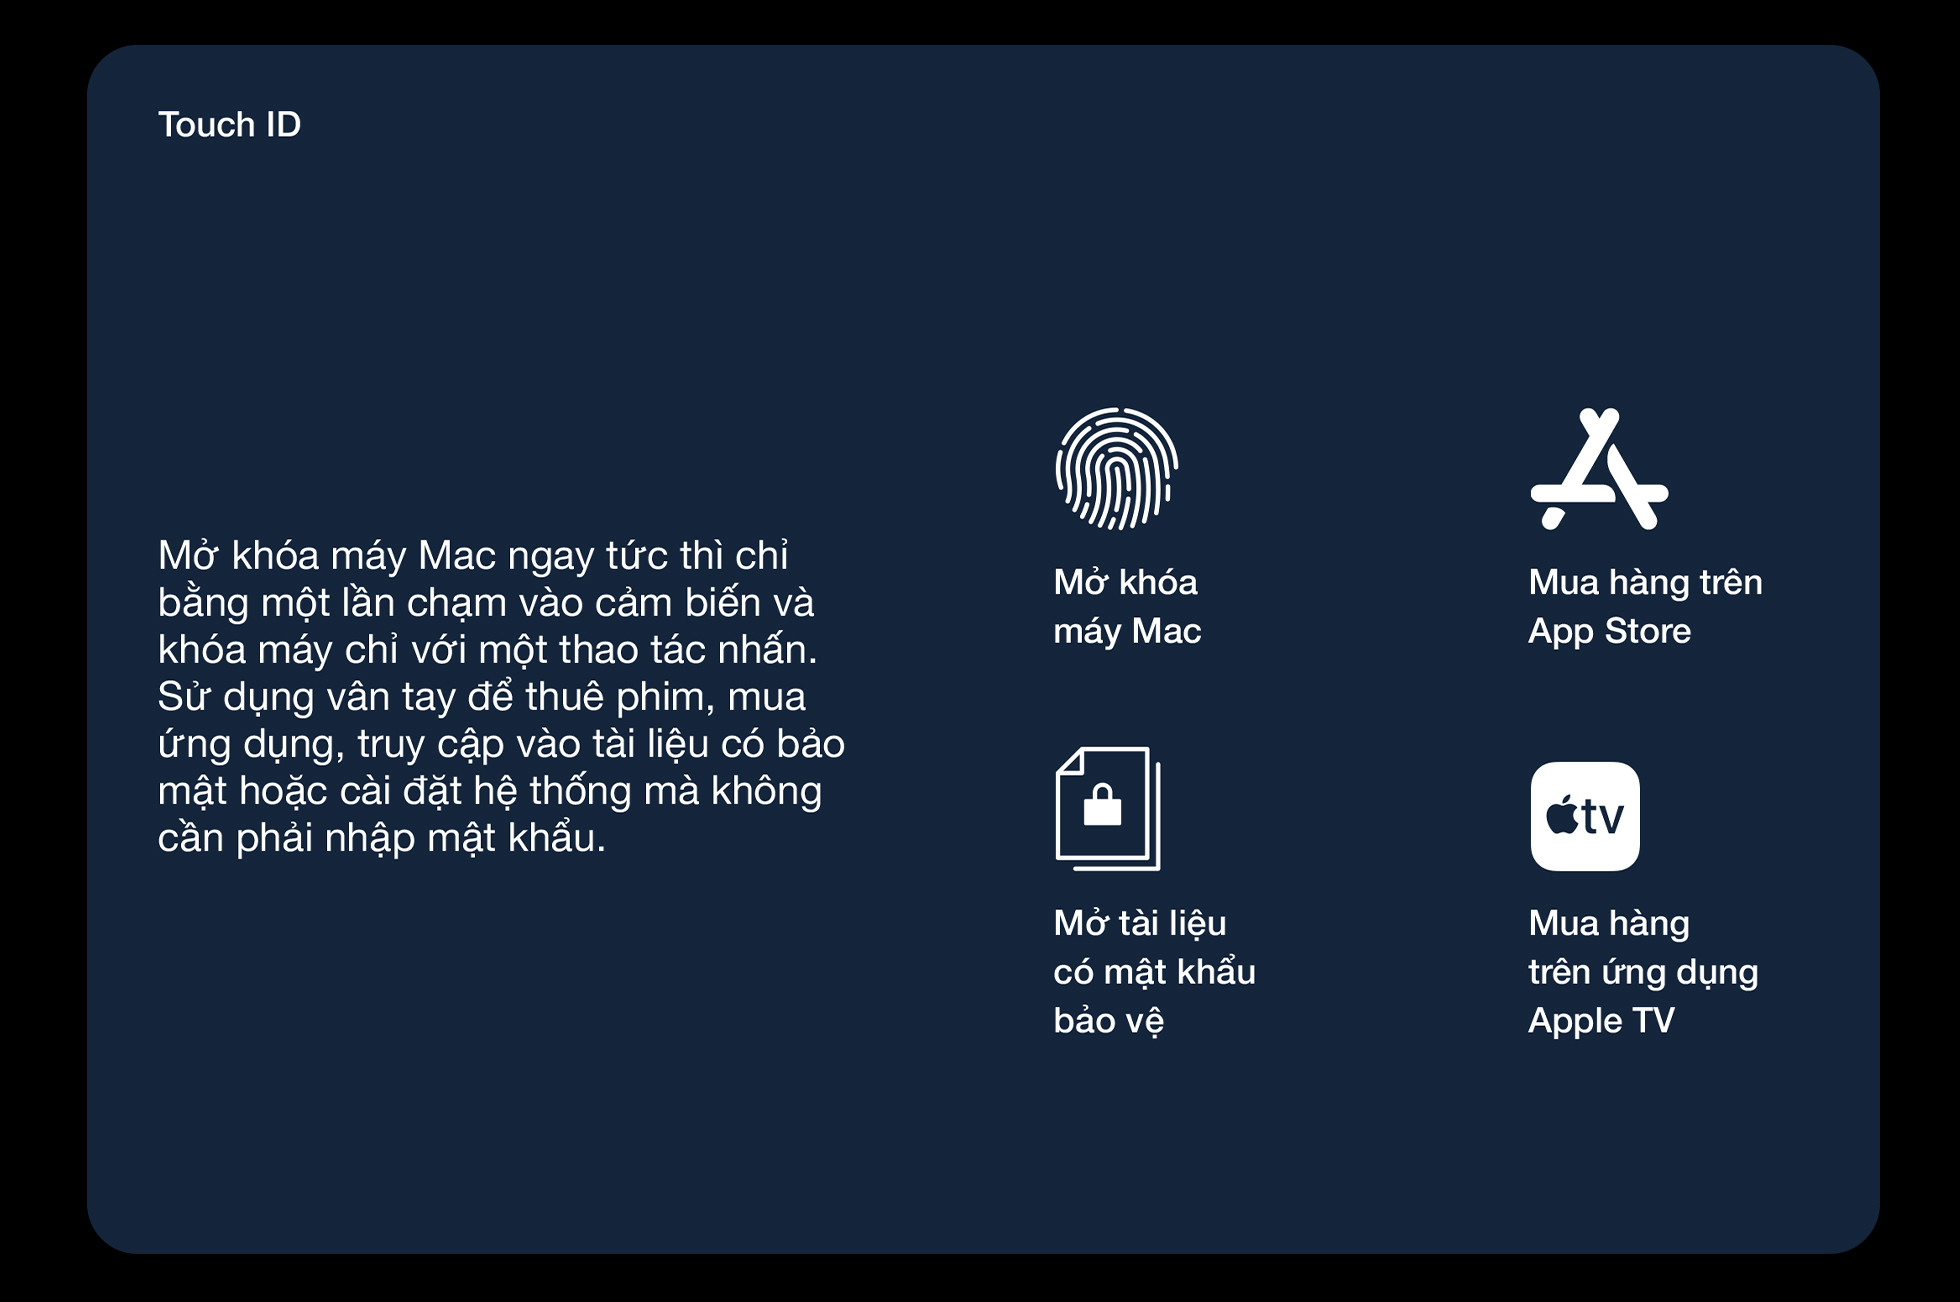 Touch ID
Mở khóa máy Mac ngay tức thì chỉ
bằng một lần chạm vào cảm biến và
khóa máy chỉ với một thao tác nhấn.
Sử dụng vân tay để thuê phim, mua
ứng dụng, truy cập vào tài liệu có bảo
mật hoặc cài đặt hệ thống mà không
cần phải nhập mật khẩu.
Mở khóa
máy Mac
Mua hàng trên
App Store
Mở tài liệu
có mật khẩu
bảo vệ
tv
Mua hàng
trên ứng dụng
Apple TV